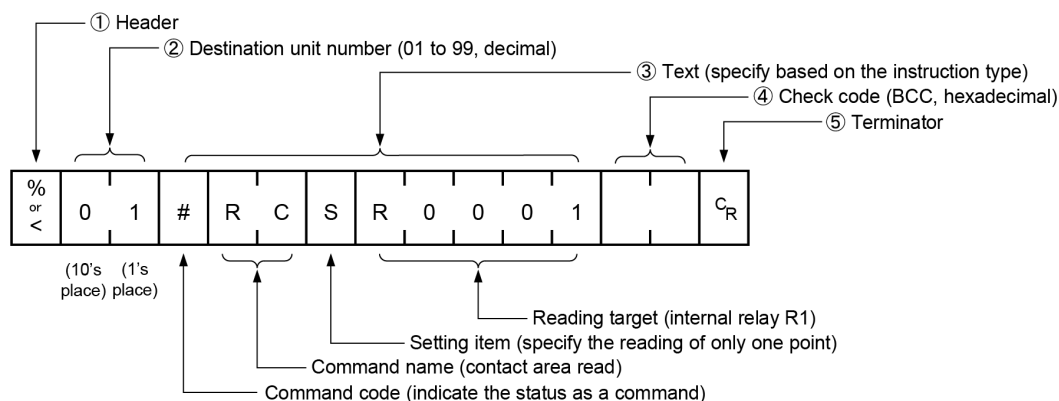 ① Header
② Destination unit number (01 to 99, decimal)
③ Text (specify based on the instruction type)
④ Check code (BCC, hexadecimal)
⑤ Terminator
% or < 0 1 # R C S R 0 0 0 1 CR
(10's place) (1's place)
Reading target (internal relay R1)
Setting item (specify the reading of only one point)
Command name (contact area read)
Command code (indicate the status as a command)